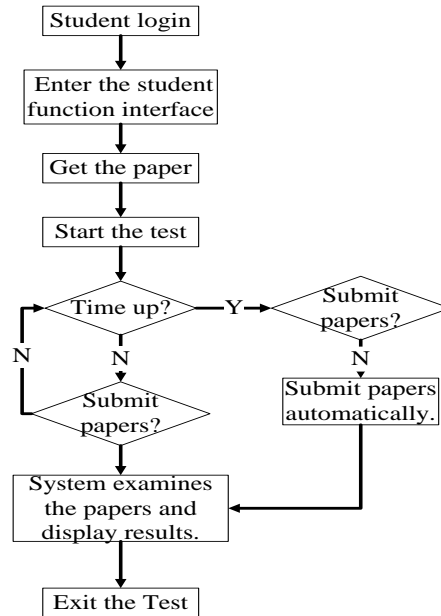 Student login
Enter the student
function interface
Get the paper
Start the test
Time up?
Y
Submit
papers?
N
N
N
Submit
papers?
Submit papers
automatically.
System examines
the papers and
display results.
Exit the Test